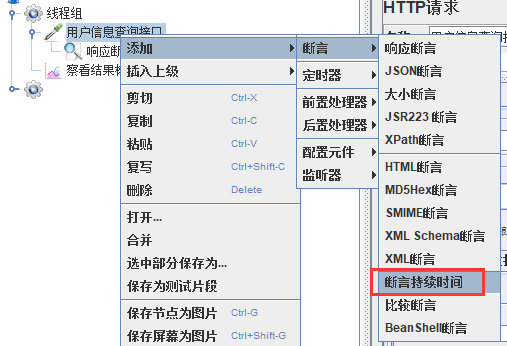 线程组
用户信息查询接口
响应断言
察看结果树
HTTP请求
添加
插入上级
剪切 Ctrl-X
复制 Ctrl-C
粘贴 Ctrl-V
复写 Ctrl+Shift-C
删除 Delete
打开...
合并
选中部分保存为...
保存为测试片段
保存节点为图片 Ctrl-G
保存屏幕为图片 Ctrl+Shift-G
断言
定时器
前置处理器
后置处理器
配置元件
监听器
响应断言
JSON断言
大小断言
JSR223 断言
XPath断言
HTML断言
MD5Hex断言
SMIME断言
XML Schema断言
XML断言
断言持续时间
比较断言
BeanShell断言